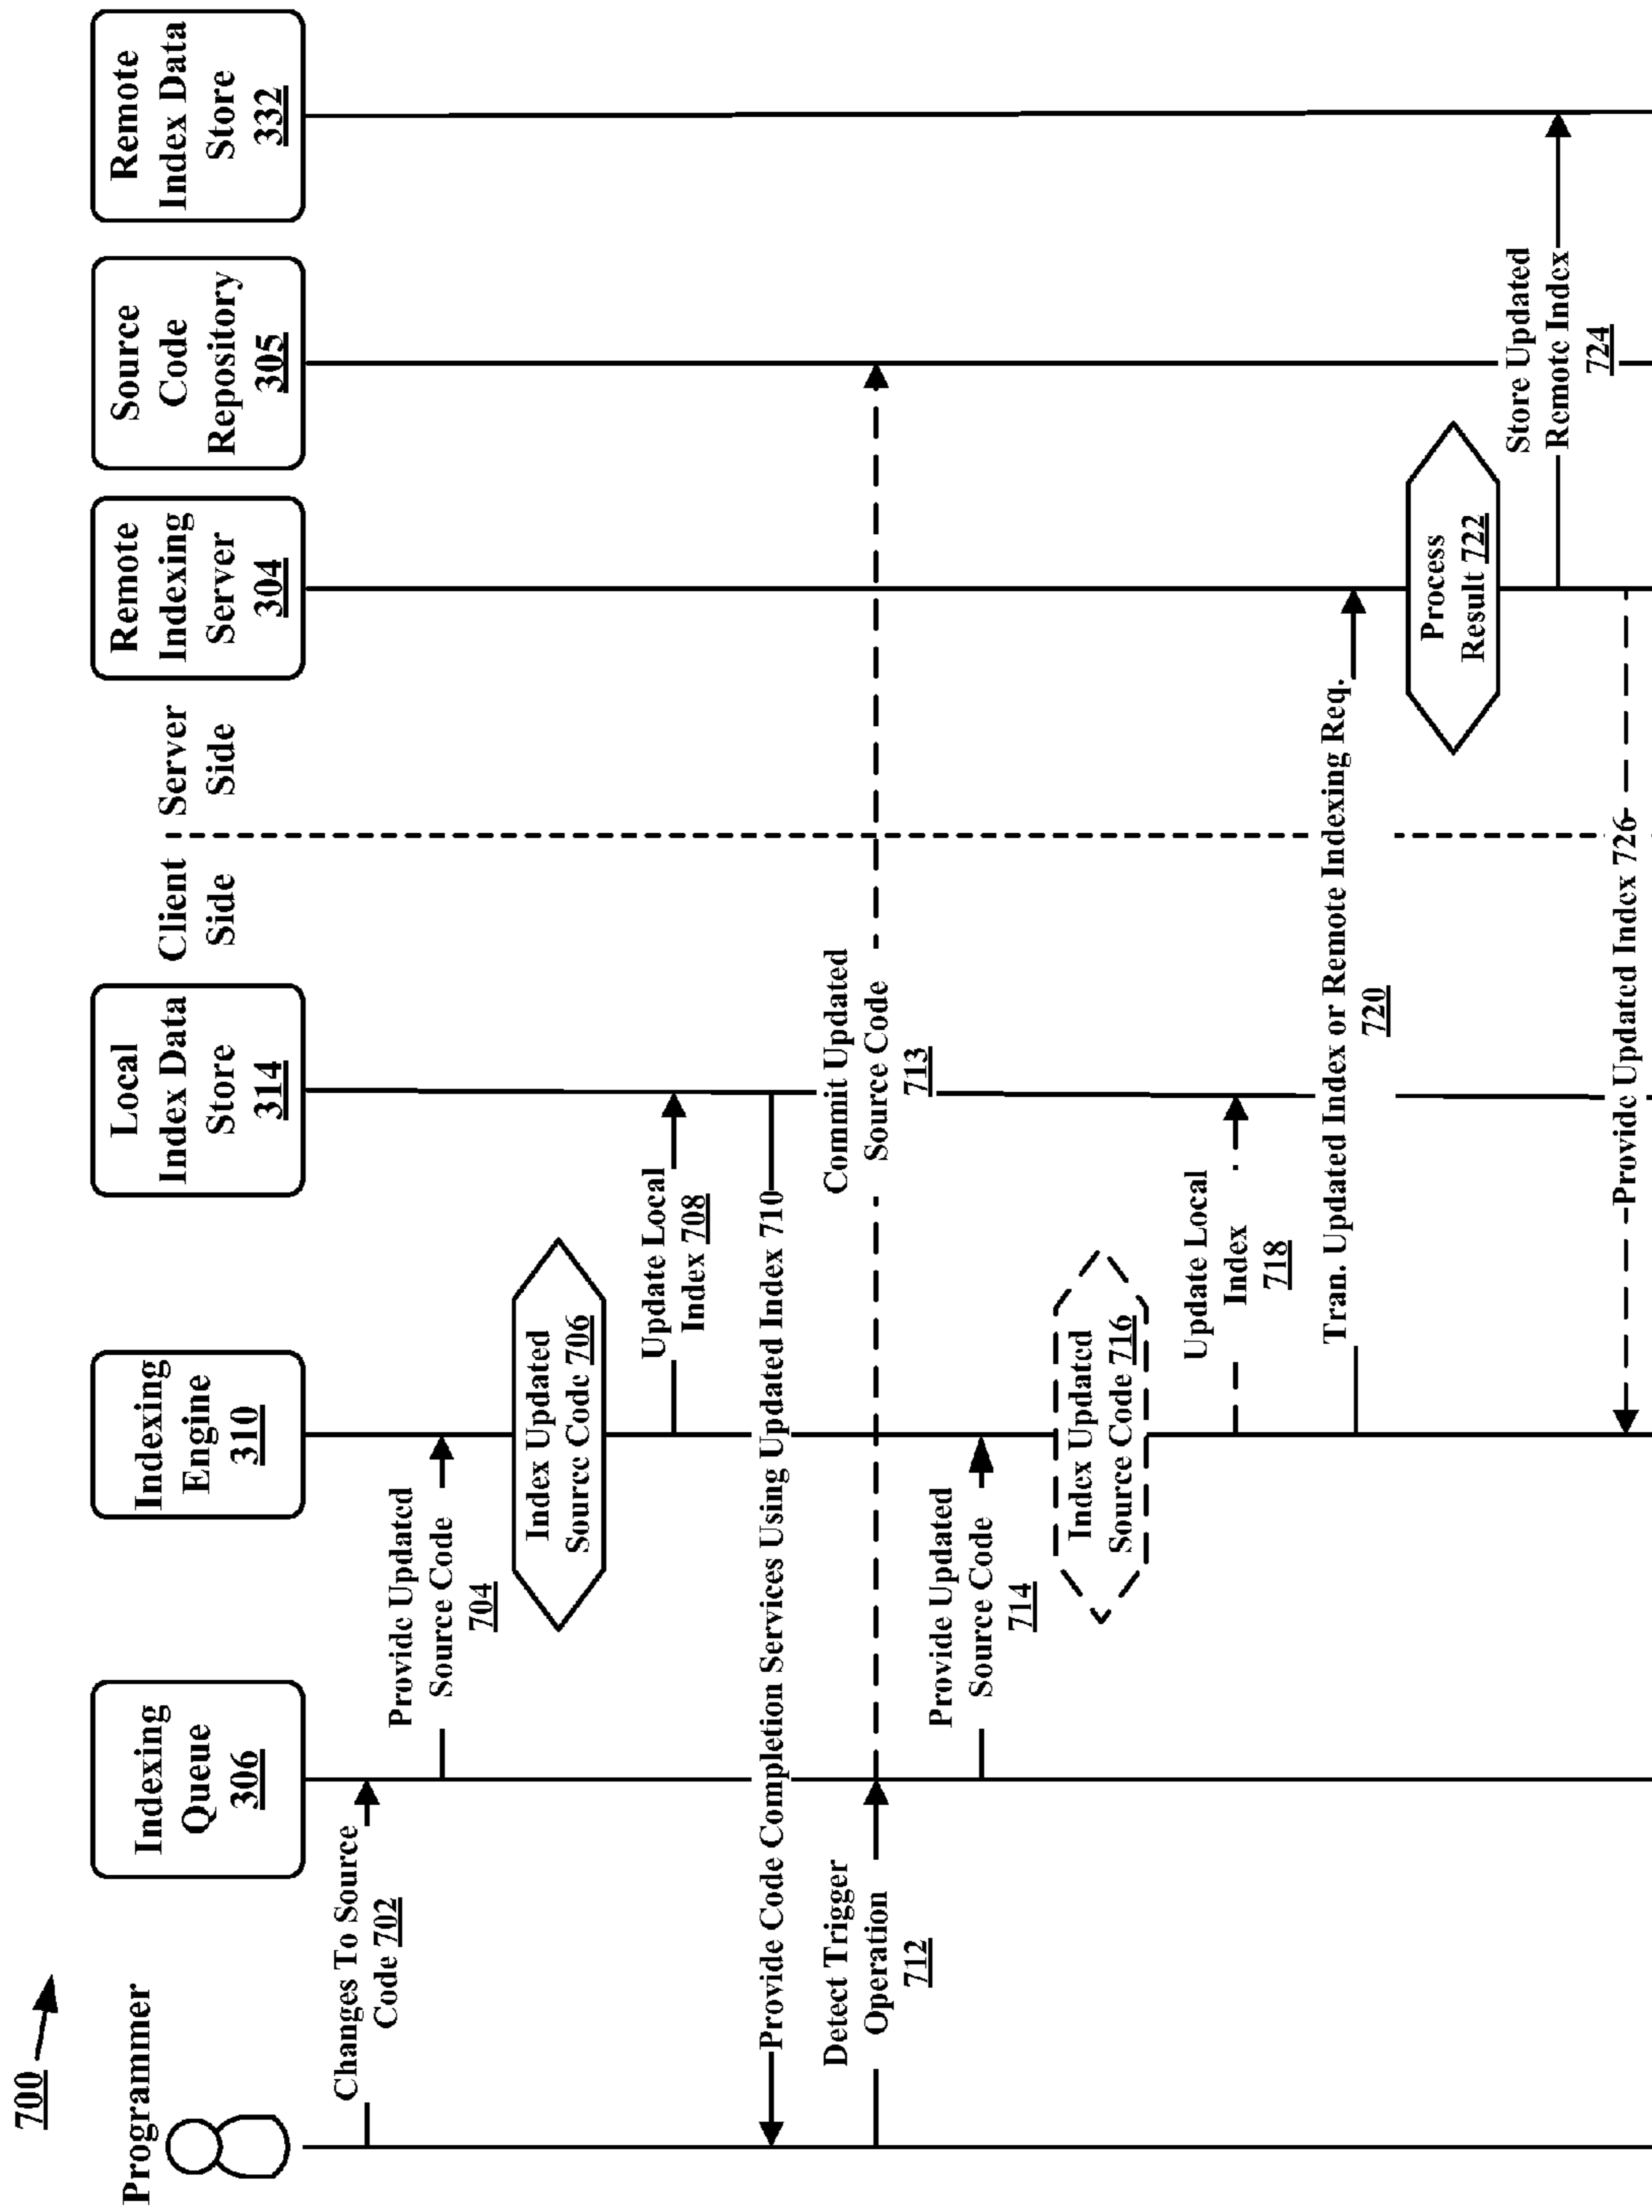 700
Programmer
Indexing
Queue
306
Indexing
Engine
310
Local
Index Data
Store
314
Client
Side
Server
Side
Remote
Indexing
Server
304
Source
Code
Repository
305
Remote
Index Data
Store
332
Changes To Source
Code 702
Provide Updated
Source Code
704
Index Updated
Source Code 706
Update Local
Index 708
Provide Code Completion Services Using Updated Index 710
Detect Trigger
Operation
712
Commit Updated
Source Code
713
Provide Updated
Source Code
714
Index Updated
Source Code 716
Update Local
Index
718
Tran. Updated Index or Remote Indexing Req.
720
Process
Result 722
Store Updated
Remote Index
724
Provide Updated Index 726